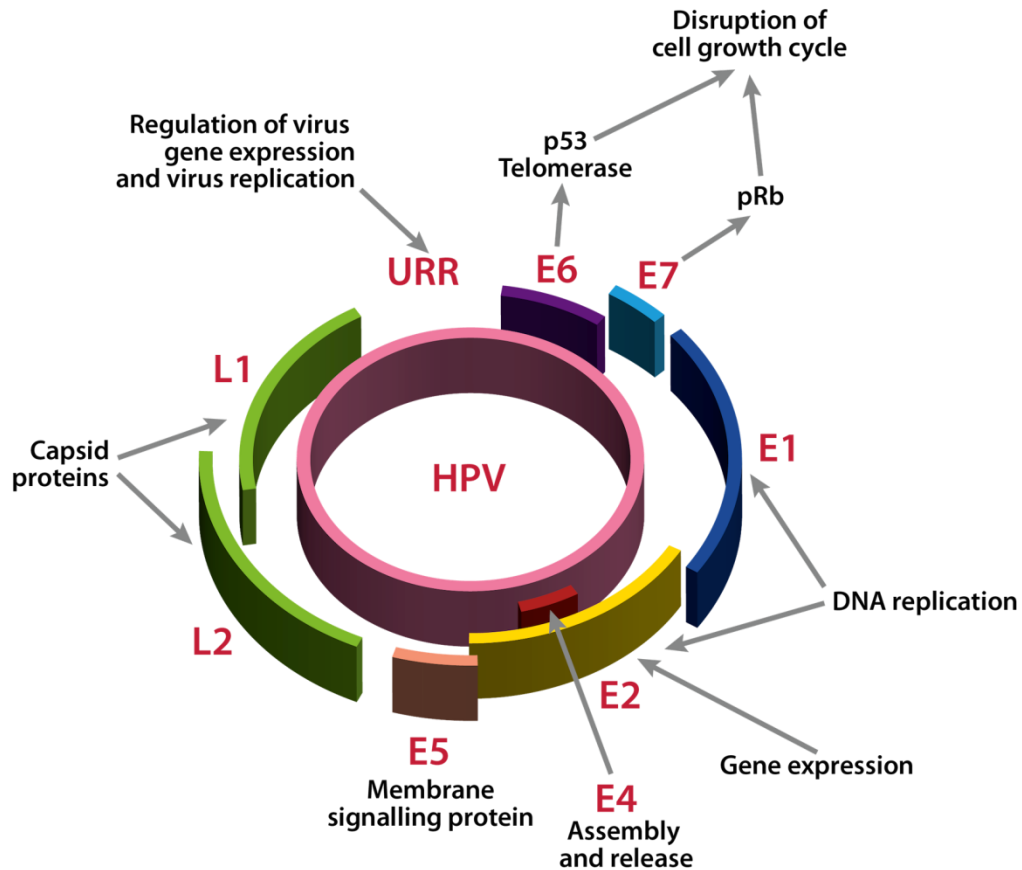 Disruption of
cell growth cycle
Regulation of virus
gene expression
and virus replication
p53
Telomerase
pRb
URR
E6
E7
L1
Capsid
proteins
HPV
E1
DNA replication
L2
E2
E5
Membrane
signalling protein
Gene expression
E4
Assembly
and release